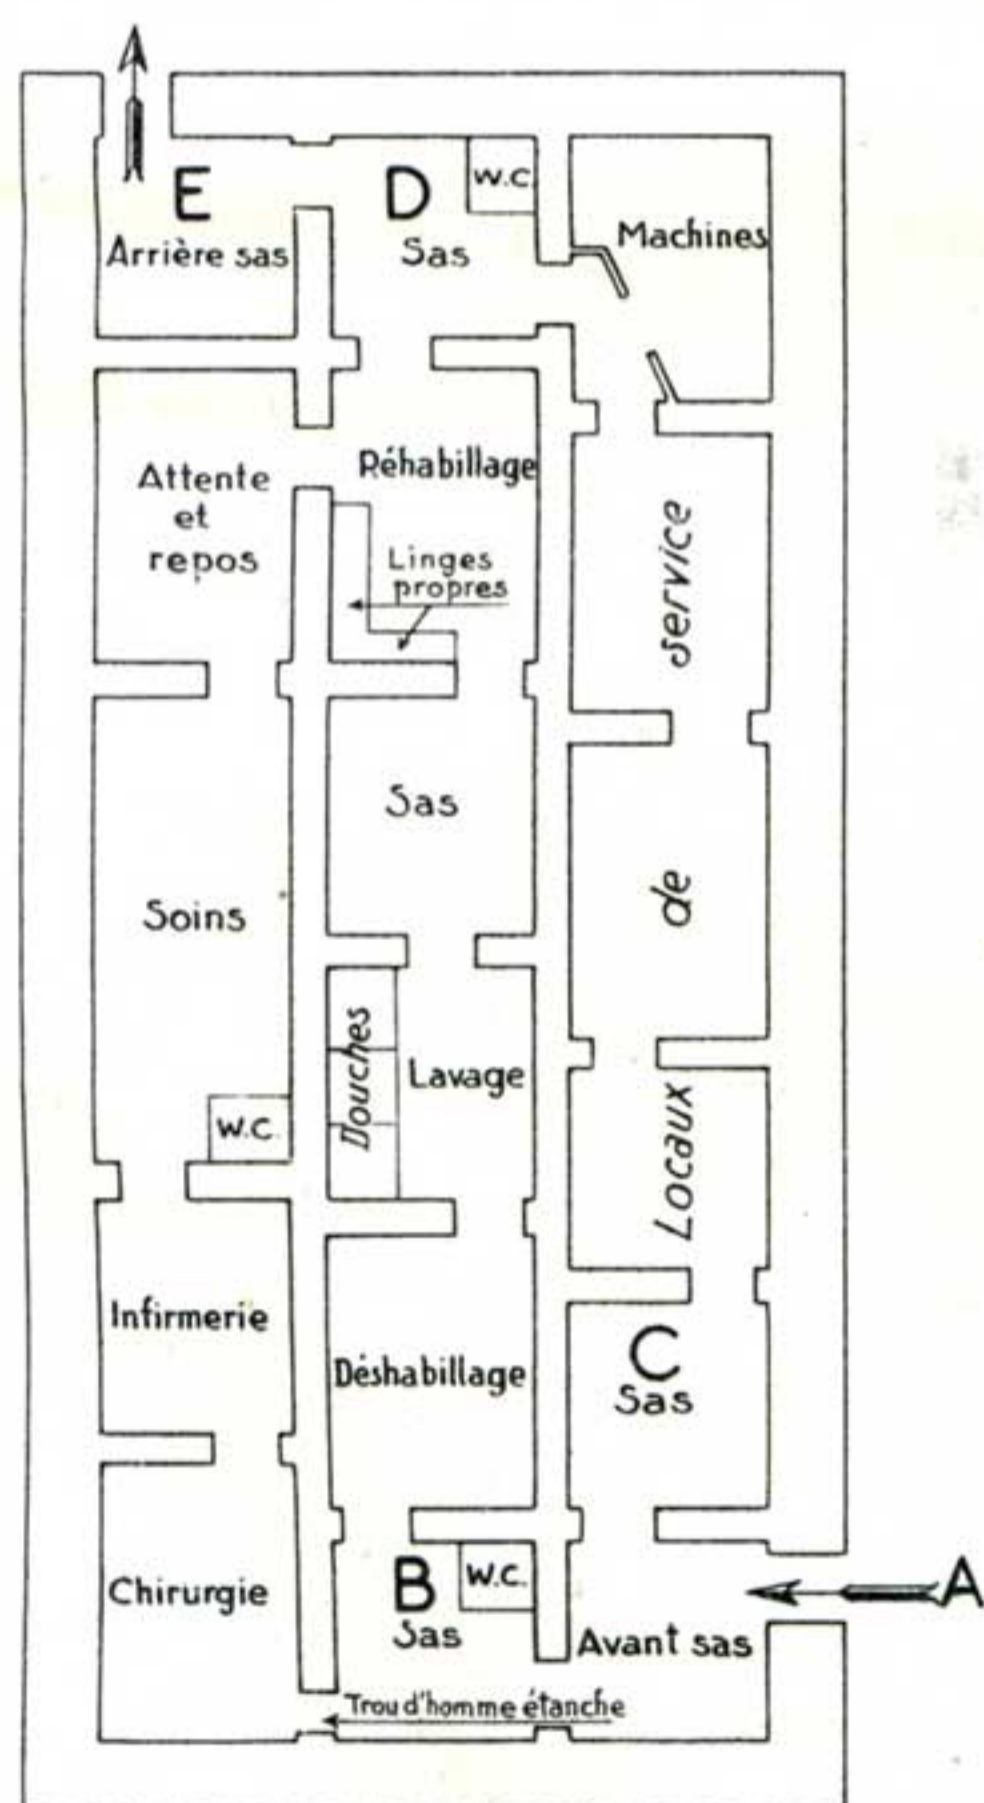 E
D
W.C.
Arrière sas
Sas
Machines
Attente
et
repos
Réhabillage
Linges
propres
service
Sas
de
Soins
Douches
Lavage
W.C.
Locaux
Infirmerie
Déshabillage
C
Sas
Chirurgie
B
W.C.
Sas
A
Avant sas
Trou d'homme étanche